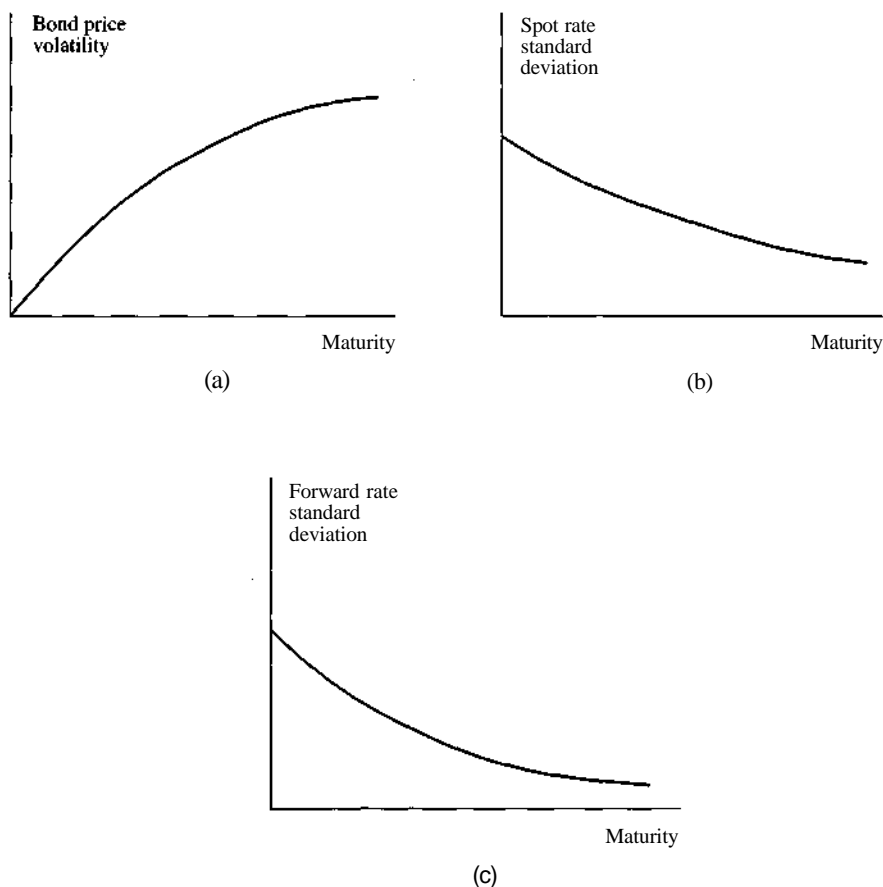 Bond price
volatility
Maturity
(a)
Spot rate
standard
deviation
Maturity
(b)
Forward rate
standard
deviation
Maturity
(c)